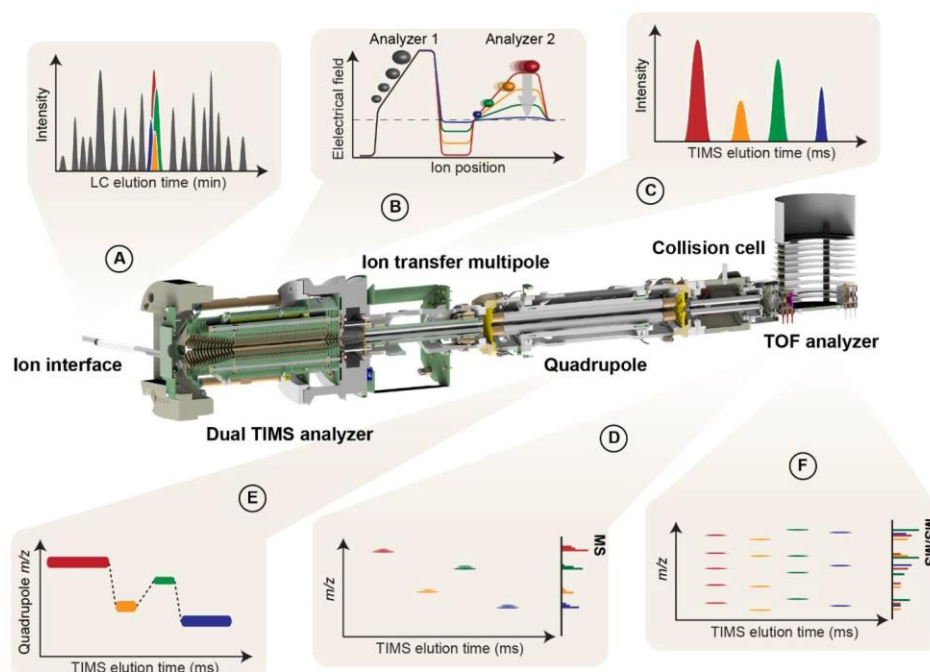 Intensity
LC elution time (min)
Analyzer 1
Analyzer 2
Elelectrical field
Ion position
Intensity
TIMS elution time (ms)
A
B
C
Ion transfer multipole
Collision cell
Ion interface
Dual TIMS analyzer
Quadrupole
TOF analyzer
D
E
F
Quadrupole m/z
TIMS elution time (ms)
m/z
TIMS elution time (ms)
MS
m/z
TIMS elution time (ms)
MS/MS